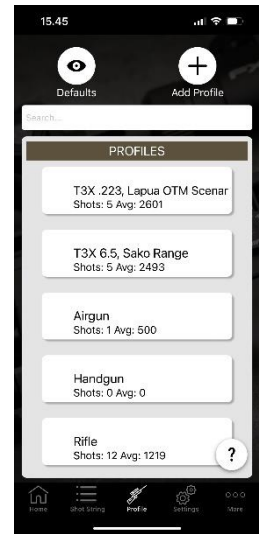 15.45
Defaults
Add Profile
Search...
PROFILES
T3X .223, Lapua OTM Scenar
Shots: 5 Avg: 2601
T3X 6.5, Sako Range
Shots: 5 Avg: 2493
Airgun
Shots: 1 Avg: 500
Handgun
Shots: 0 Avg: 0
Rifle
Shots: 12 Avg: 1219
?
Home Shot String Profile Settings More